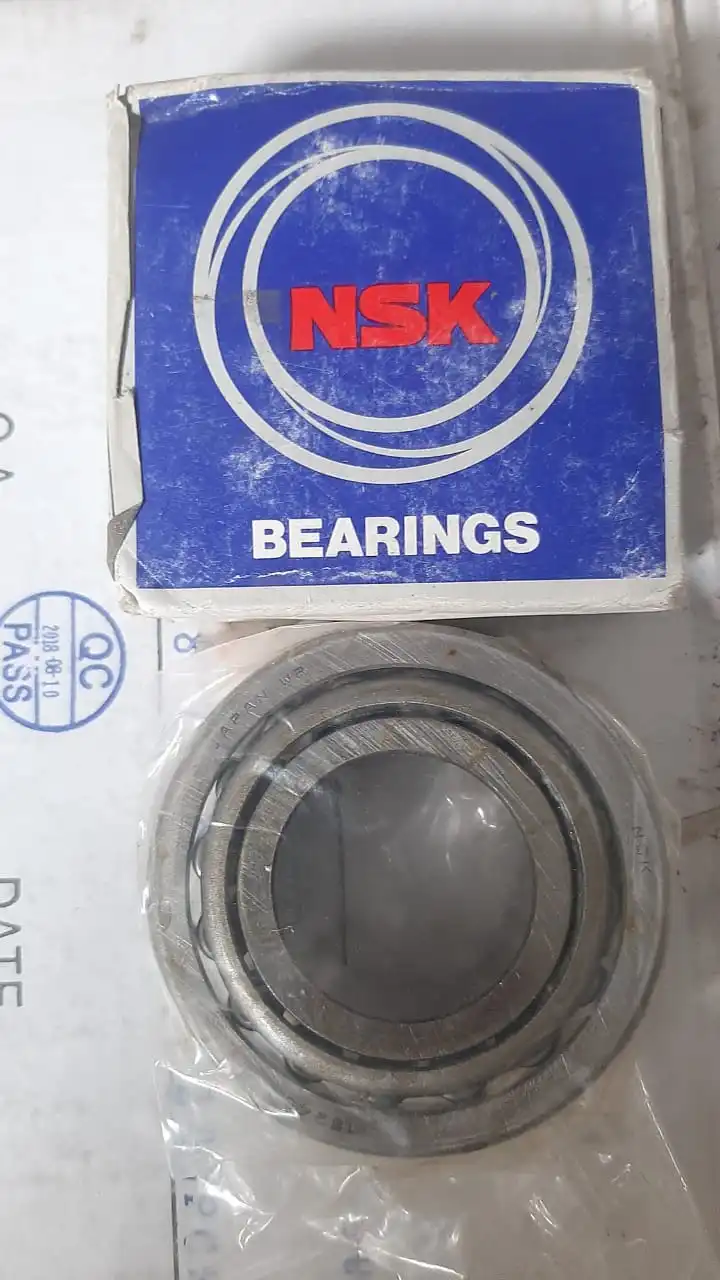 NSK
BEARINGS
QC
2018-08-10
PASS
JAPAN
NSK
DATE